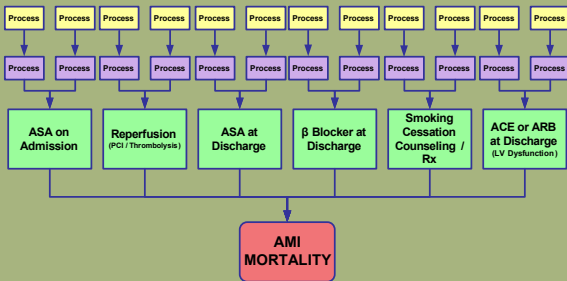 Process Process Process Process Process Process Process Process Process Process Process Process
Process Process Process Process Process Process Process Process Process Process Process Process
ASA on
Admission
Reperfusion
(PCI / Thrombolysis)
ASA at
Discharge
β Blocker at
Discharge
Smoking
Cessation
Counseling /
Rx
ACE or ARB
at Discharge
(LV Dysfunction)
AMI
MORTALITY